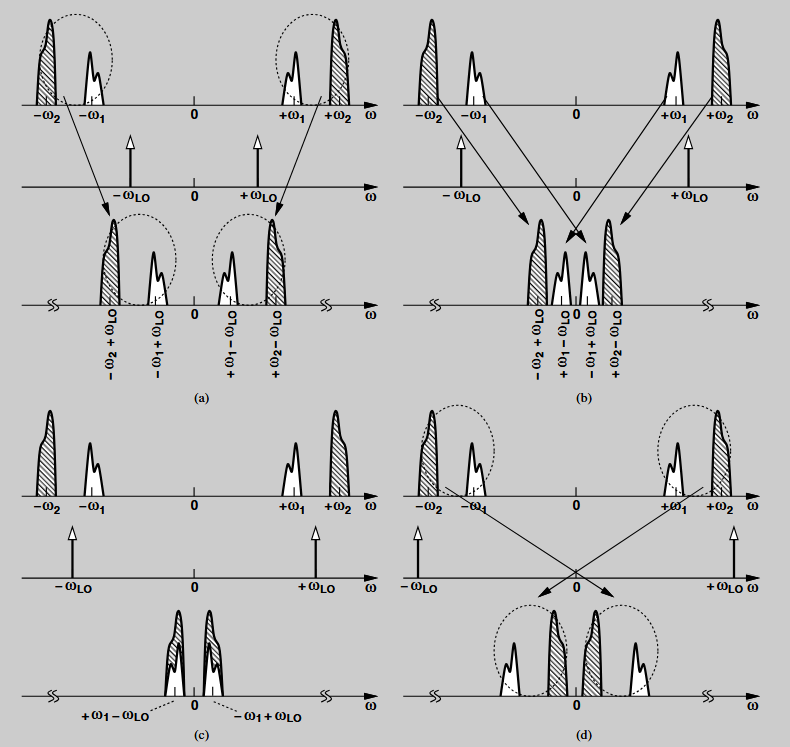 −ω2 −ω1 0 +ω1 +ω2 ω
−ωLO 0 +ωLO ω
ω
−ω2 + ωLO
−ω1 + ωLO
+ω1 − ωLO
+ω2 − ωLO
(a)
−ω2 −ω1 0 +ω1 +ω2 ω
−ωLO 0 +ωLO ω
0 ω
−ω2 + ωLO
+ω1 − ωLO
−ω1 + ωLO
+ω2 − ωLO
(b)
−ω2 −ω1 0 +ω1 +ω2 ω
−ωLO 0 +ωLO ω
0 ω
+ω1 − ωLO −ω1 + ωLO
(c)
−ω2 −ω1 0 +ω1 +ω2 ω
−ωLO 0 +ωLO ω
0 ω
(d)